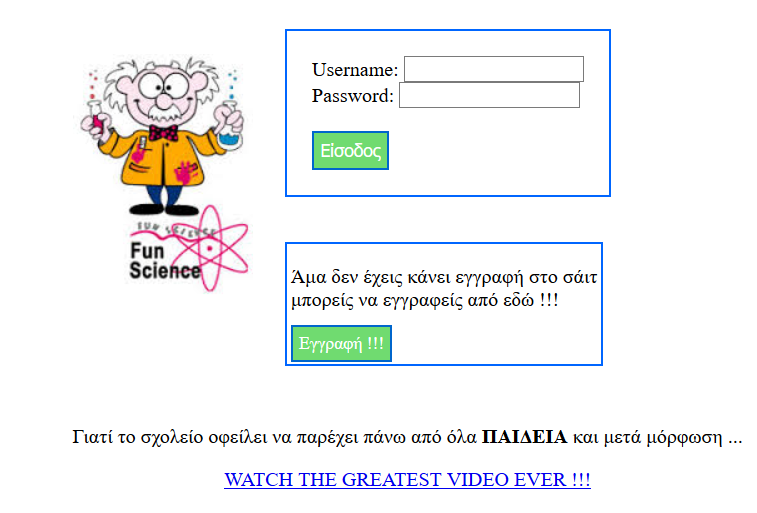 Username:
Password:
Είσοδος
FUN SCIENCE
Fun
Science
Άμα δεν έχεις κάνει εγγραφή στο σάιτ
μπορείς να εγγραφείς από εδώ !!!
Εγγραφή !!!
Γιατί το σχολείο οφείλει να παρέχει πάνω από όλα ΠΑΙΔΕΙΑ και μετά μόρφωση ...
WATCH THE GREATEST VIDEO EVER !!!